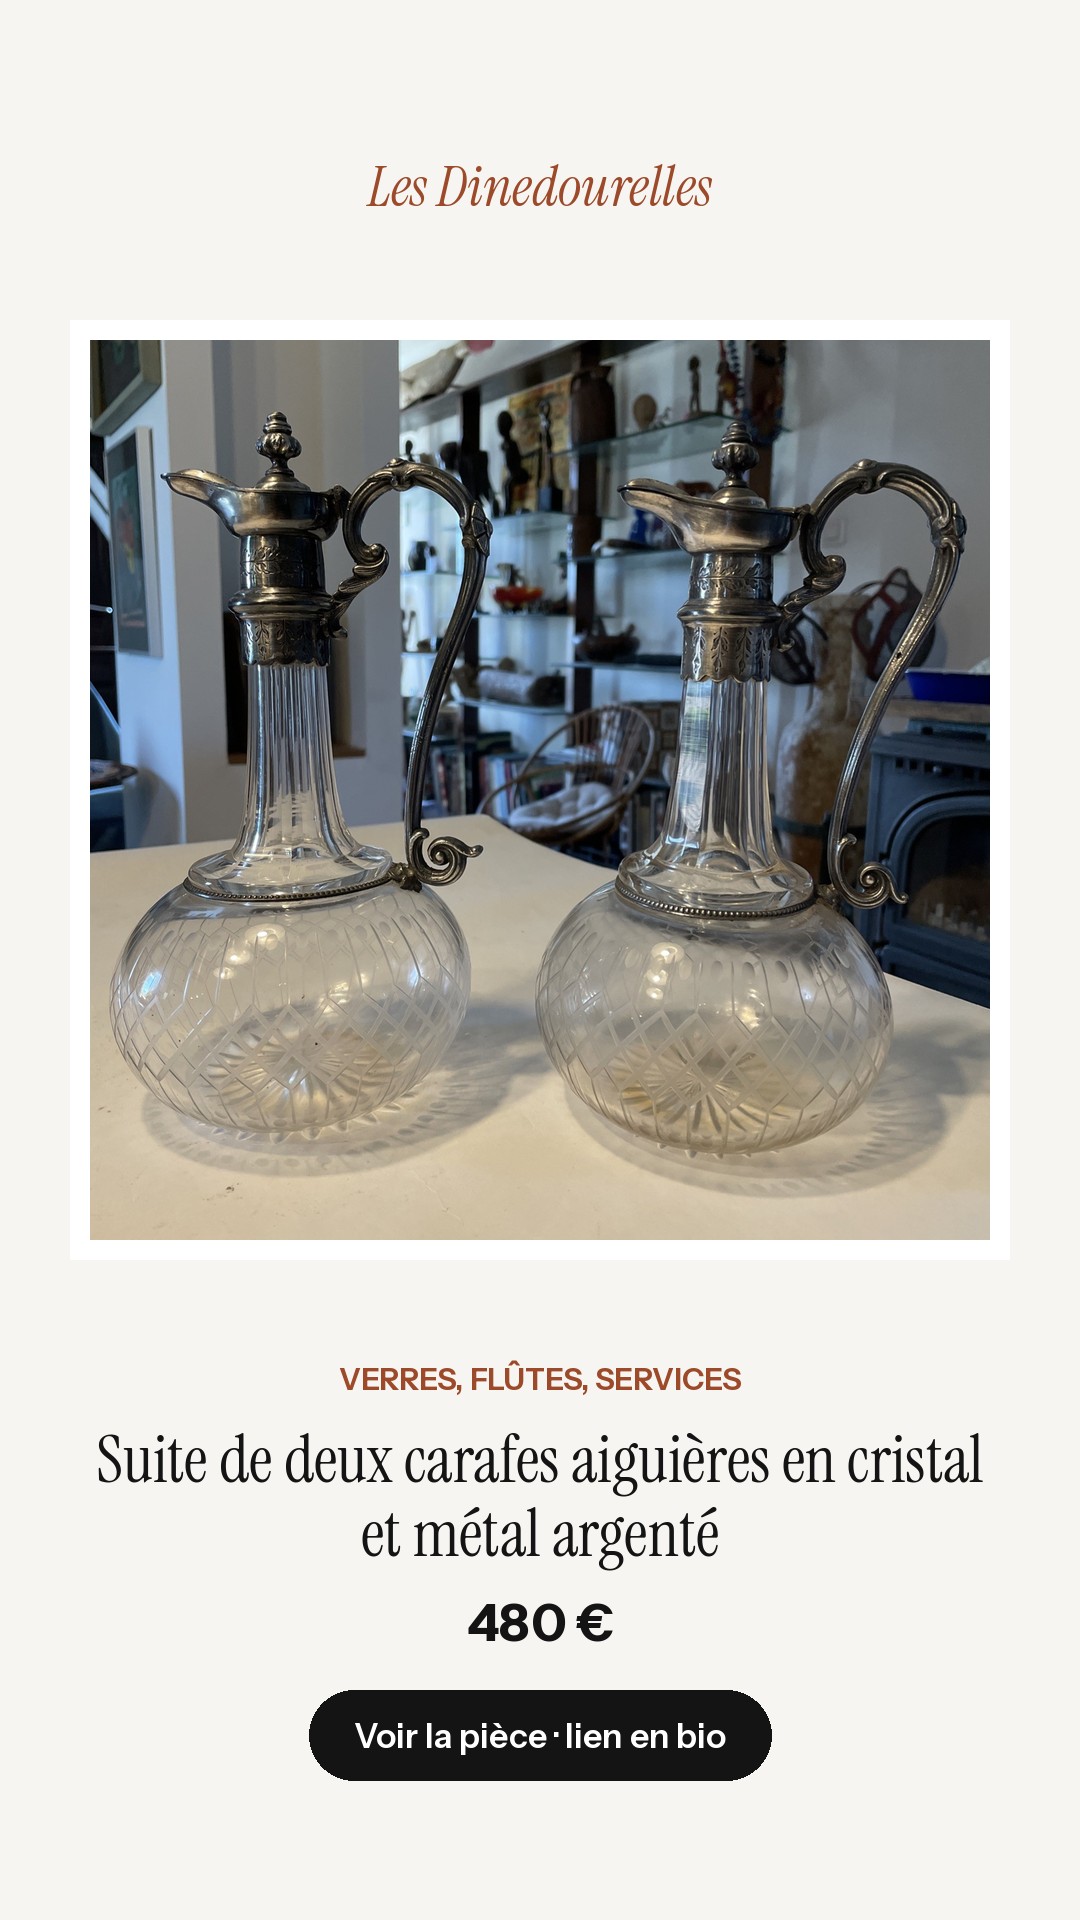 Les Dinedourelles
VERRES, FLÛTES, SERVICES
Suite de deux carafes aiguières en cristal
et métal argenté
480 €
Voir la pièce · lien en bio